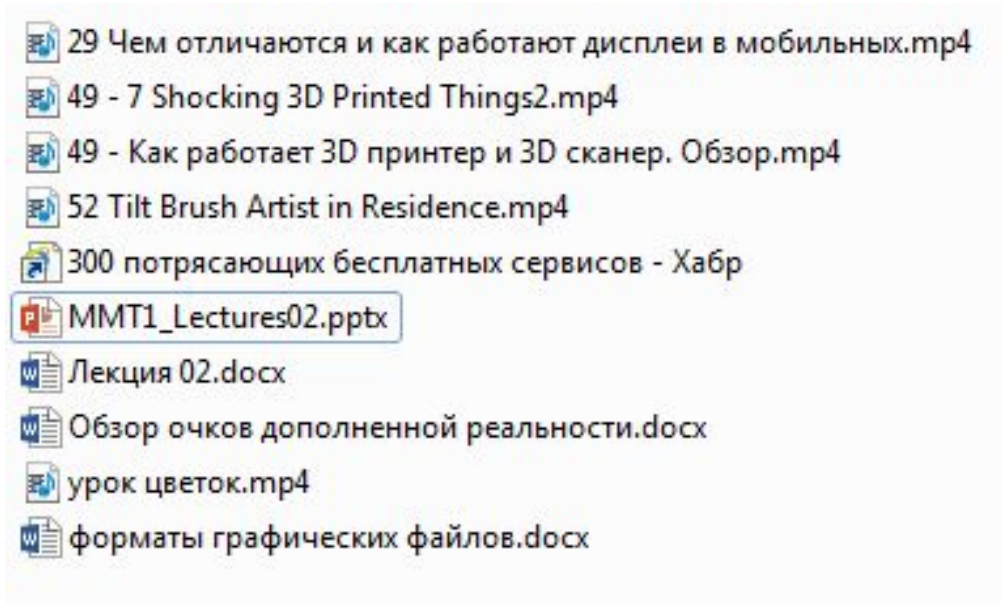 29 Чем отличаются и как работают дисплеи в мобильных.mp4
49 - 7 Shocking 3D Printed Things2.mp4
49 - Как работает 3D принтер и 3D сканер. Обзор.mp4
52 Tilt Brush Artist in Residence.mp4
300 потрясающих бесплатных сервисов - Хабр
MMT1_Lectures02.pptx
Лекция 02.docx
Обзор очков дополненной реальности.docx
урок цветок.mp4
форматы графических файлов.docx